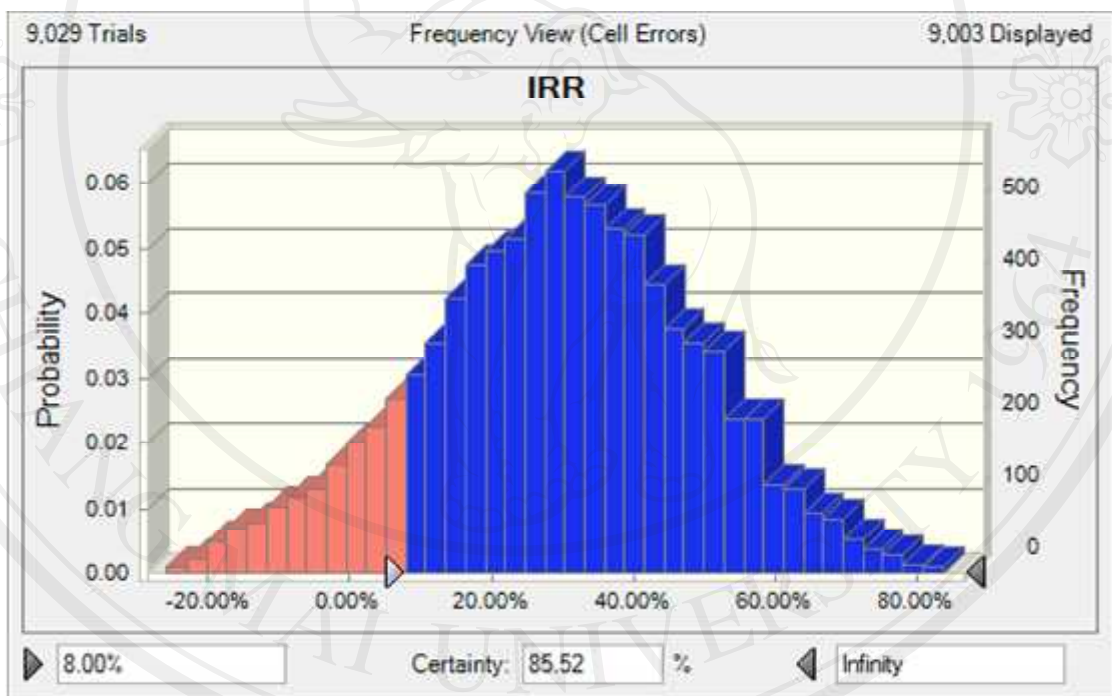 9,029 Trials Frequency View (Cell Errors) 9,003 Displayed
IRR
Probability
0.06
0.05
0.04
0.03
0.02
0.01
0.00
-20.00% 0.00% 20.00% 40.00% 60.00% 80.00%
500
400
300
200
100
0
Frequency
8.00% Certainty: 85.52 % Infinity
UNIVERSITY 196